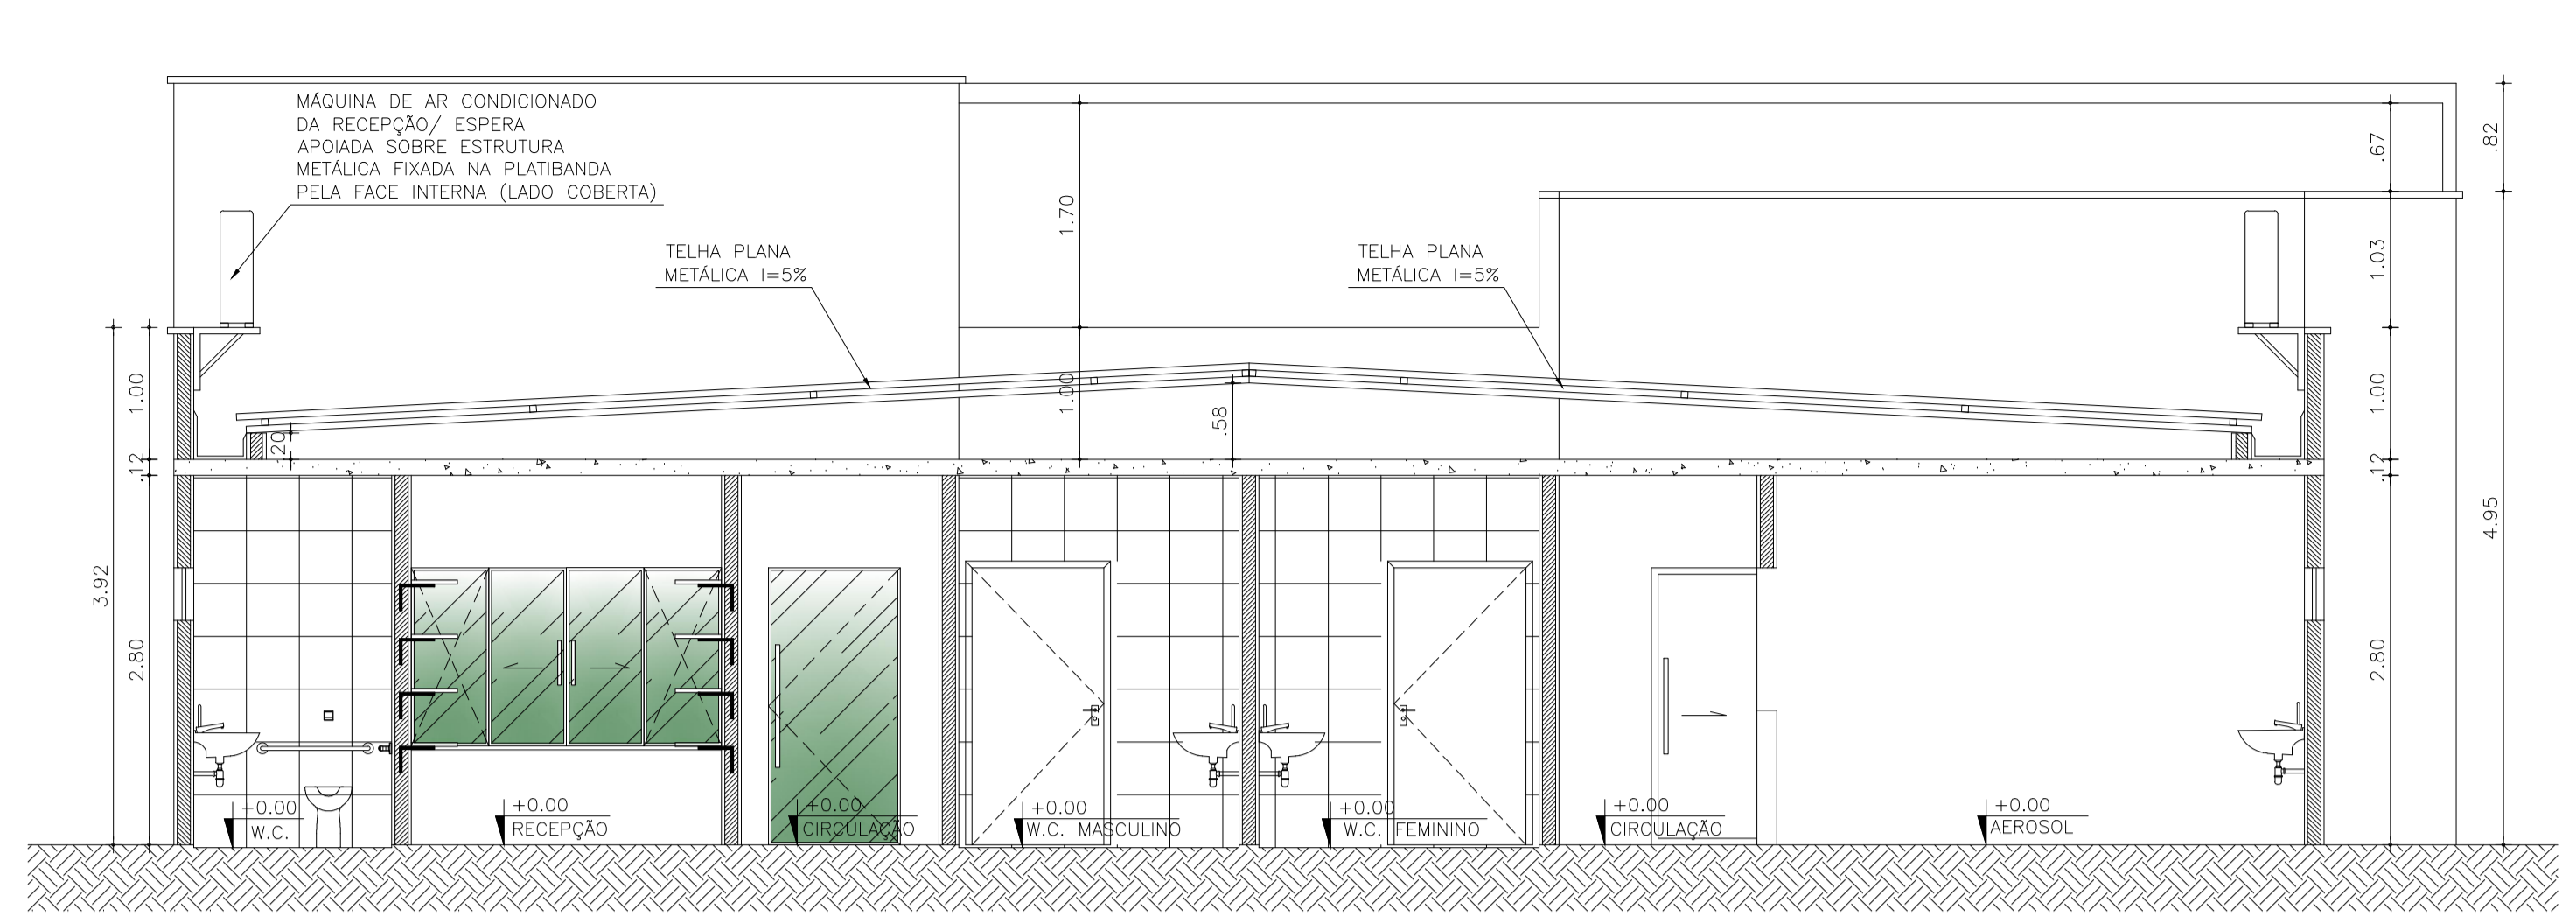 MÁQUINA DE AR CONDICIONADO
DA RECEPÇÃO/ ESPERA
APOIADA SOBRE ESTRUTURA
METÁLICA FIXADA NA PLATIBANDA
PELA FACE INTERNA (LADO COBERTA)
TELHA PLANA
METÁLICA I=5%
TELHA PLANA
METÁLICA I=5%
1.70
.67
.82
1.03
1.00
1.00
1.00
.58
.20
.12
.12
3.92
2.80
2.80
4.95
+0.00
W.C.
+0.00
RECEPÇÃO
+0.00
CIRCULAÇÃO
+0.00
W.C. MASCULINO
+0.00
W.C. FEMININO
+0.00
CIRCULAÇÃO
+0.00
AEROSOL